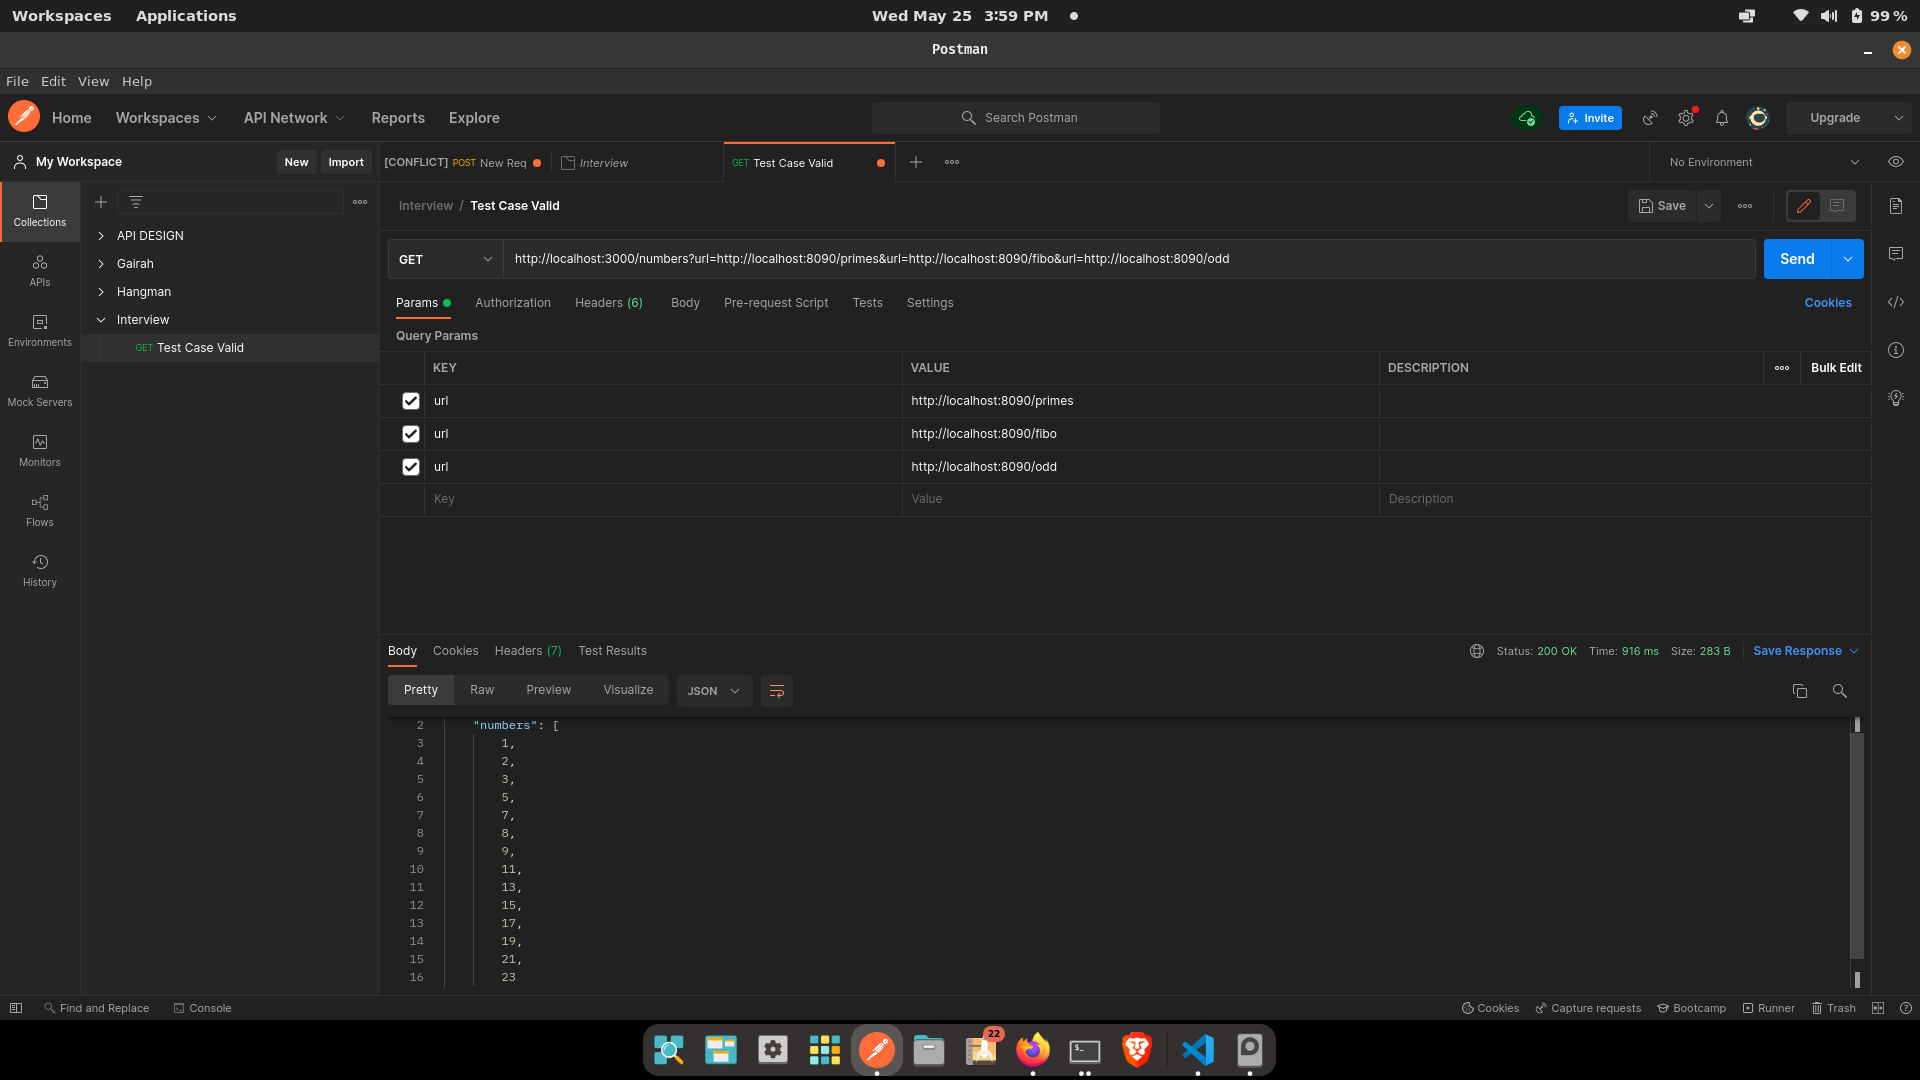 Workspaces Applications Wed May 25 3:59 PM 99 %
Postman
File Edit View Help
Home Workspaces API Network Reports Explore Search Postman Invite Upgrade
My Workspace New Import [CONFLICT] POST New Req Interview GET Test Case Valid No Environment
Interview / Test Case Valid Save
Collections
APIs
Environments
Mock Servers
Monitors
Flows
History
API DESIGN
Gairah
Hangman
Interview
GET Test Case Valid
GET http://localhost:3000/numbers?url=http://localhost:8090/primes&url=http://localhost:8090/fibo&url=http://localhost:8090/odd Send
Params Authorization Headers (6) Body Pre-request Script Tests Settings Cookies
Query Params
KEY VALUE DESCRIPTION Bulk Edit
url http://localhost:8090/primes
url http://localhost:8090/fibo
url http://localhost:8090/odd
Key Value Description
Body Cookies Headers (7) Test Results Status: 200 OK Time: 916 ms Size: 283 B Save Response
Pretty Raw Preview Visualize JSON
2 "numbers": [
3 1,
4 2,
5 3,
6 5,
7 7,
8 8,
9 9,
10 11,
11 13,
12 15,
13 17,
14 19,
15 21,
16 23
Find and Replace Console Cookies Capture requests Bootcamp Runner Trash
22